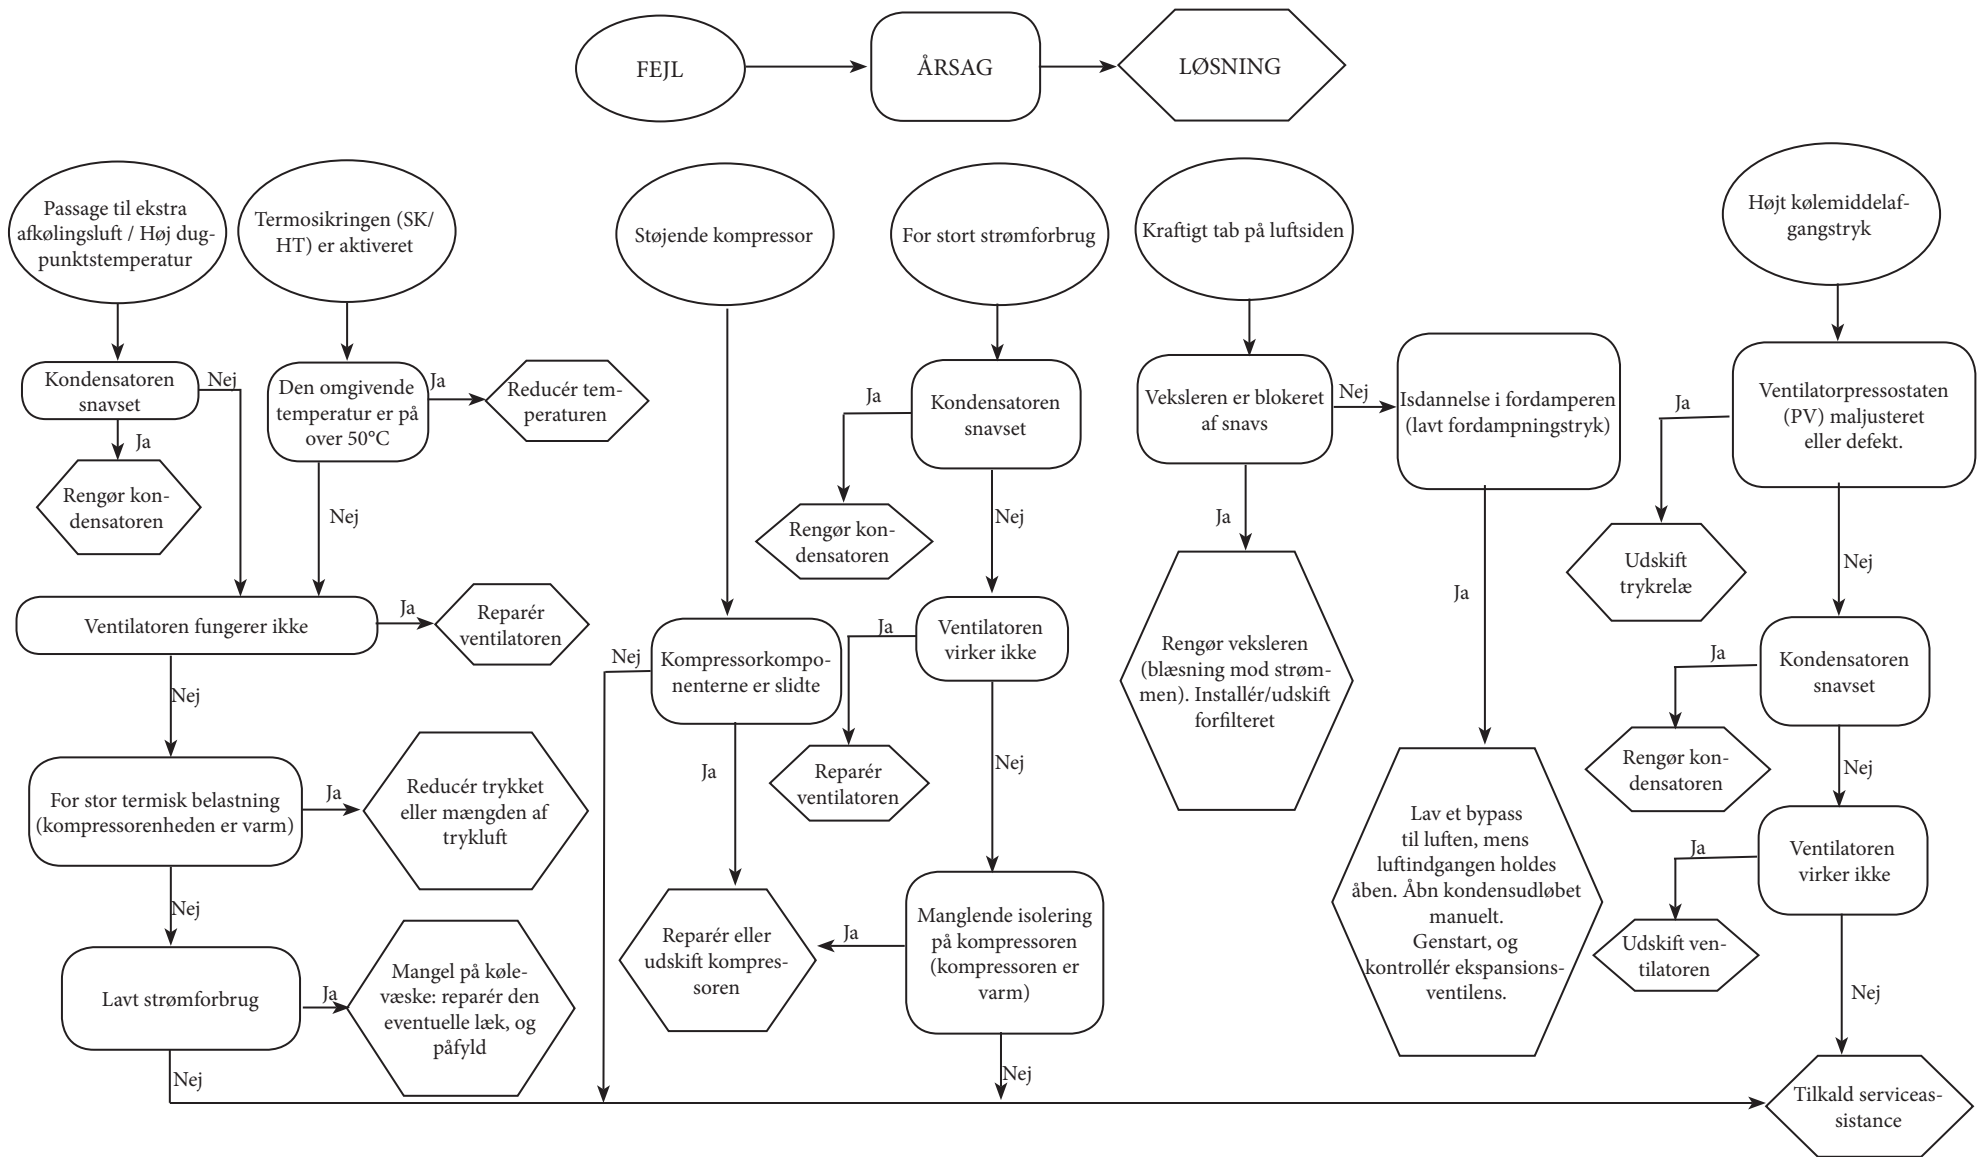 FEJL
ÅRSAG
LØSNING
Passage til ekstra
afkølingsluft / Høj dug-
punktstemperatur
Termosikringen (SK/
HT) er aktiveret
Støjende kompressor
For stort strømforbrug
Kraftigt tab på luftsiden
Højt kølemiddelaf-
gangstryk
Kondensatoren
snavset
Nej
Ja
Rengør kon-
densatoren
Den omgivende
temperatur er på
over 50°C
Ja
Reducér tem-
peraturen
Nej
Ventilatoren fungerer ikke
Ja
Reparér
ventilatoren
Nej
For stor termisk belastning
(kompressorenheden er varm)
Ja
Reducér trykket
eller mængden af
trykluft
Nej
Lavt strømforbrug
Ja
Mangel på køle-
væske: reparér den
eventuelle læk, og
påfyld
Nej
Kompressorkompo-
nenterne er slidte
Nej
Ja
Reparér eller
udskift kompres-
soren
Kondensatoren
snavset
Ja
Rengør kon-
densatoren
Nej
Ventilatoren
virker ikke
Ja
Reparér
ventilatoren
Nej
Manglende isolering
på kompressoren
(kompressoren er
varm)
Ja
Nej
Veksleren er blokeret
af snavs
Nej
Ja
Rengør veksleren
(blæsning mod strøm-
men). Installér/udskift
forfilteret
Isdannelse i fordamperen
(lavt fordampningstryk)
Ja
Lav et bypass
til luften, mens
luftindgangen holdes
åben. Åbn kondensudløbet
manuelt.
Genstart, og
kontrollér ekspansions-
ventilens.
Ventilatorpressostaten
(PV) maljusteret
eller defekt.
Ja
Udskift
trykrelæ
Nej
Kondensatoren
snavset
Ja
Rengør kon-
densatoren
Nej
Ventilatoren
virker ikke
Ja
Udskift ven-
tilatoren
Nej
Tilkald serviceas-
sistance